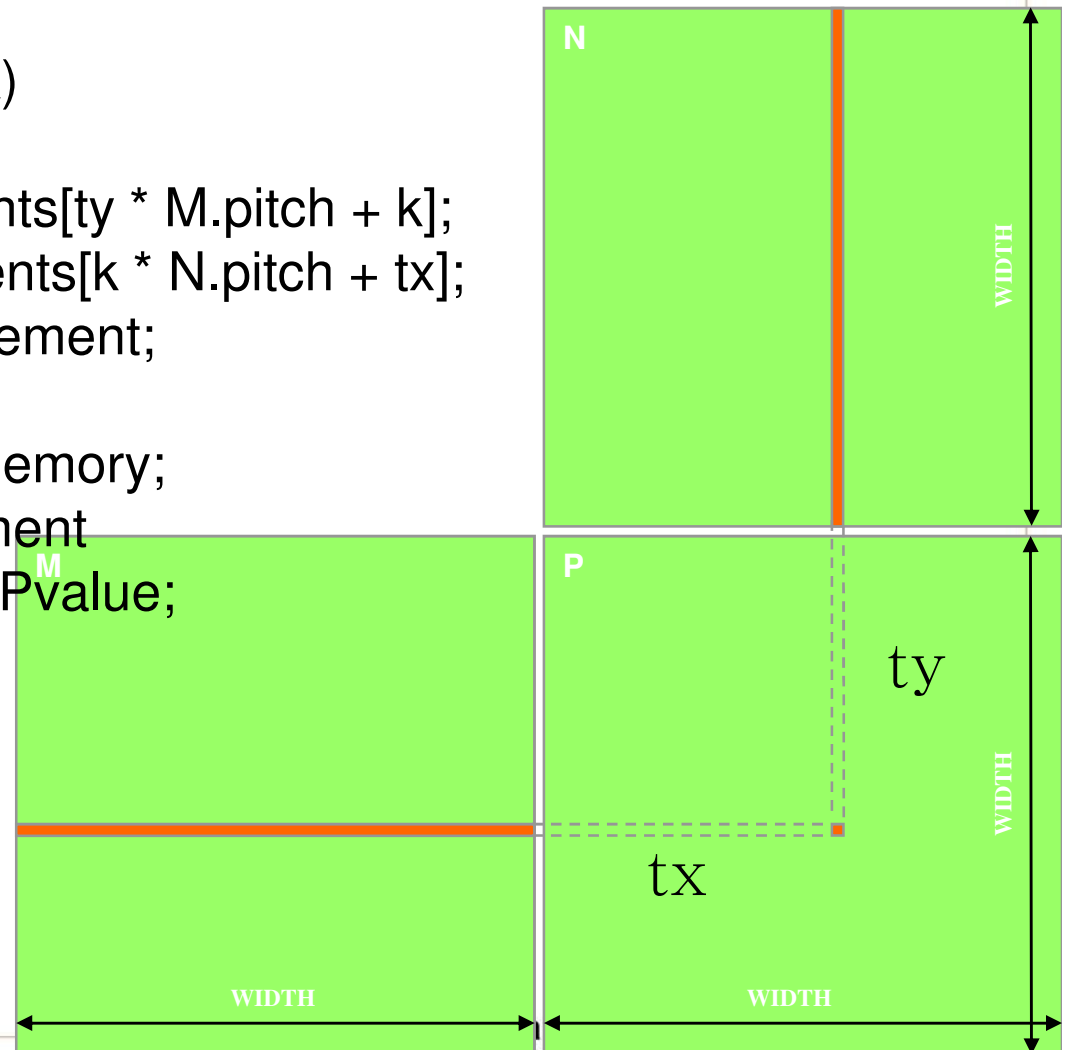 )
nts[ty * M.pitch + k];
ents[k * N.pitch + tx];
ement;
emory;
nent
Pvalue;
N
WIDTH
M
P
ty
WIDTH
tx
WIDTH
WIDTH